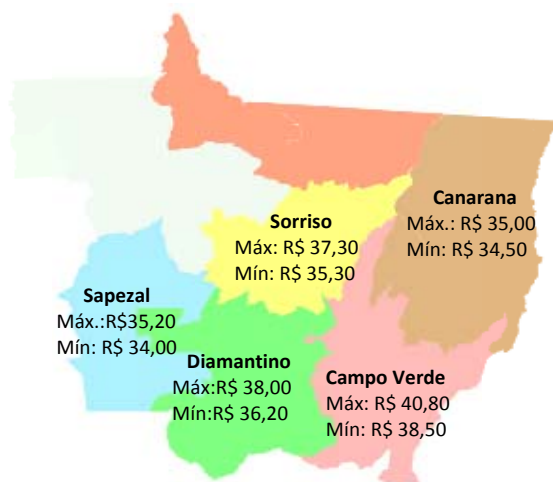 Canarana
Máx.: R$ 35,00
Mín: R$ 34,50
Sorriso
Máx: R$ 37,30
Mín: R$ 35,30
Sapezal
Máx.:R$35,20
Mín: R$ 34,00
Diamantino
Máx:R$ 38,00
Mín:R$ 36,20
Campo Verde
Máx: R$ 40,80
Mín: R$ 38,50